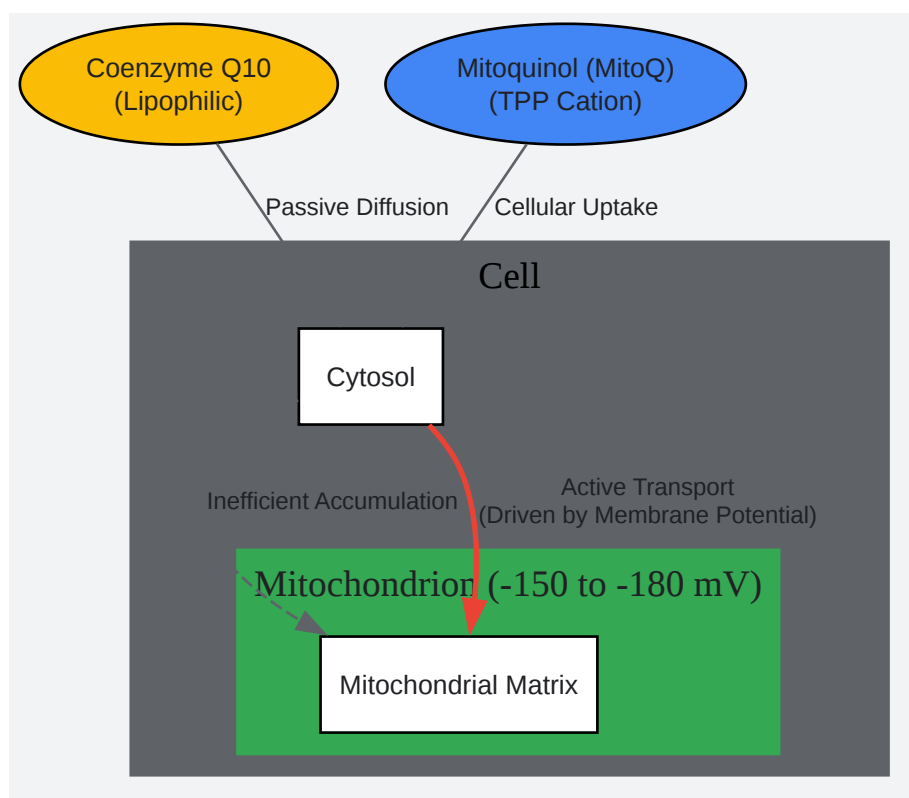 Coenzyme Q10
(Lipophilic)
Mitoquinol (MitoQ)
(TPP Cation)
Passive Diffusion
Cellular Uptake
Cell
Cytosol
Inefficient Accumulation
Active Transport
(Driven by Membrane Potential)
Mitochondrion (-150 to -180 mV)
Mitochondrial Matrix